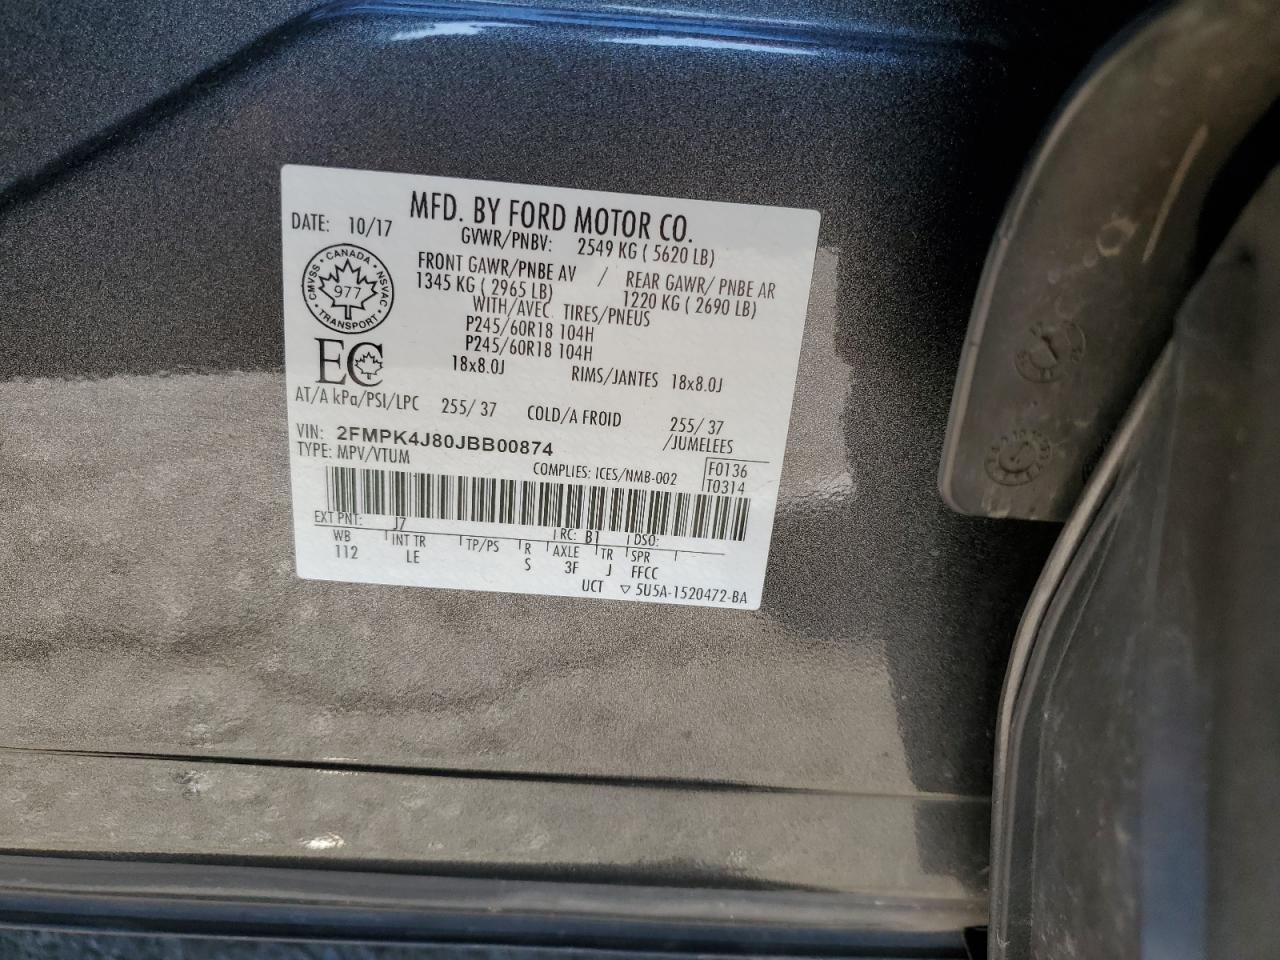 MFD. BY FORD MOTOR CO.
DATE: 10/17
GVWR/PNBV: 2549 KG ( 5620 LB)
FRONT GAWR/PNBE AV / REAR GAWR/ PNBE AR
1345 KG ( 2965 LB) 1220 KG ( 2690 LB)
WITH/AVEC TIRES/PNEUS
P245/60R18 104H
P245/60R18 104H
18x8.0J RIMS/JANTES 18x8.0J
CMVSS · CANADA · NSVAC
977
· TRANSPORT ·
EC
AT/A kPa/PSI/LPC 255/ 37 COLD/A FROID 255/ 37
/JUMELEES
VIN: 2FMPK4J80JBB00874
TYPE: MPV/VTUM
COMPLIES: ICES/NMB-002
F0136
T0314
EXT PNT: J7 RC: B1 DSO:
WB INT TR TP/PS R AXLE TR SPR
112 LE S 3F J FFCC
UCT ▽ 5U5A-1520472-BA